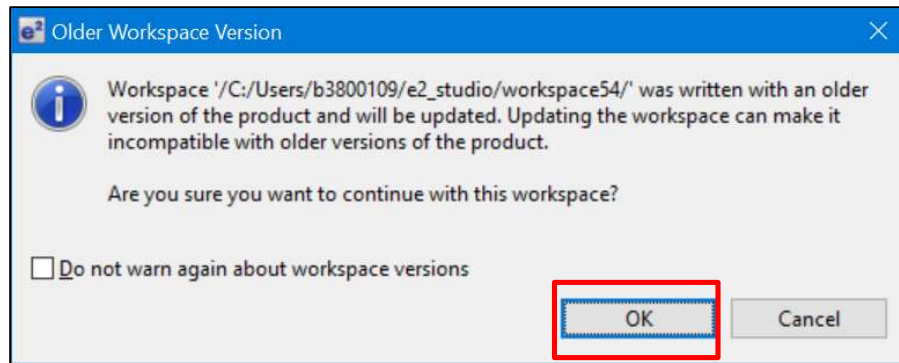 e² Older Workspace Version
Workspace '/C:/Users/b3800109/e2_studio/workspace54/' was written with an older
version of the product and will be updated. Updating the workspace can make it
incompatible with older versions of the product.
Are you sure you want to continue with this workspace?
Do not warn again about workspace versions
OK Cancel